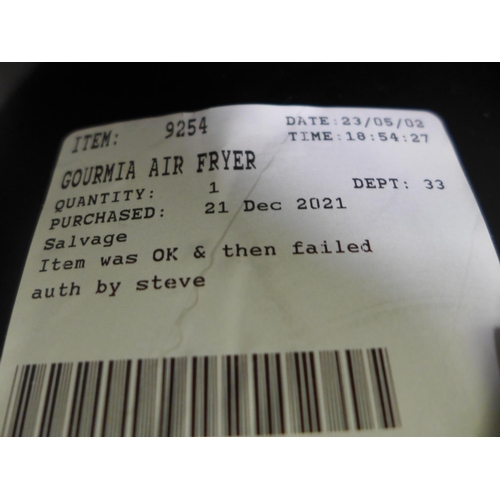 ITEM: 9254 DATE:23/05/02
TIME:18:54:27
GOURMIA AIR FRYER
QUANTITY: 1 DEPT: 33
PURCHASED: 21 Dec 2021
Salvage
Item was OK & then failed
auth by steve